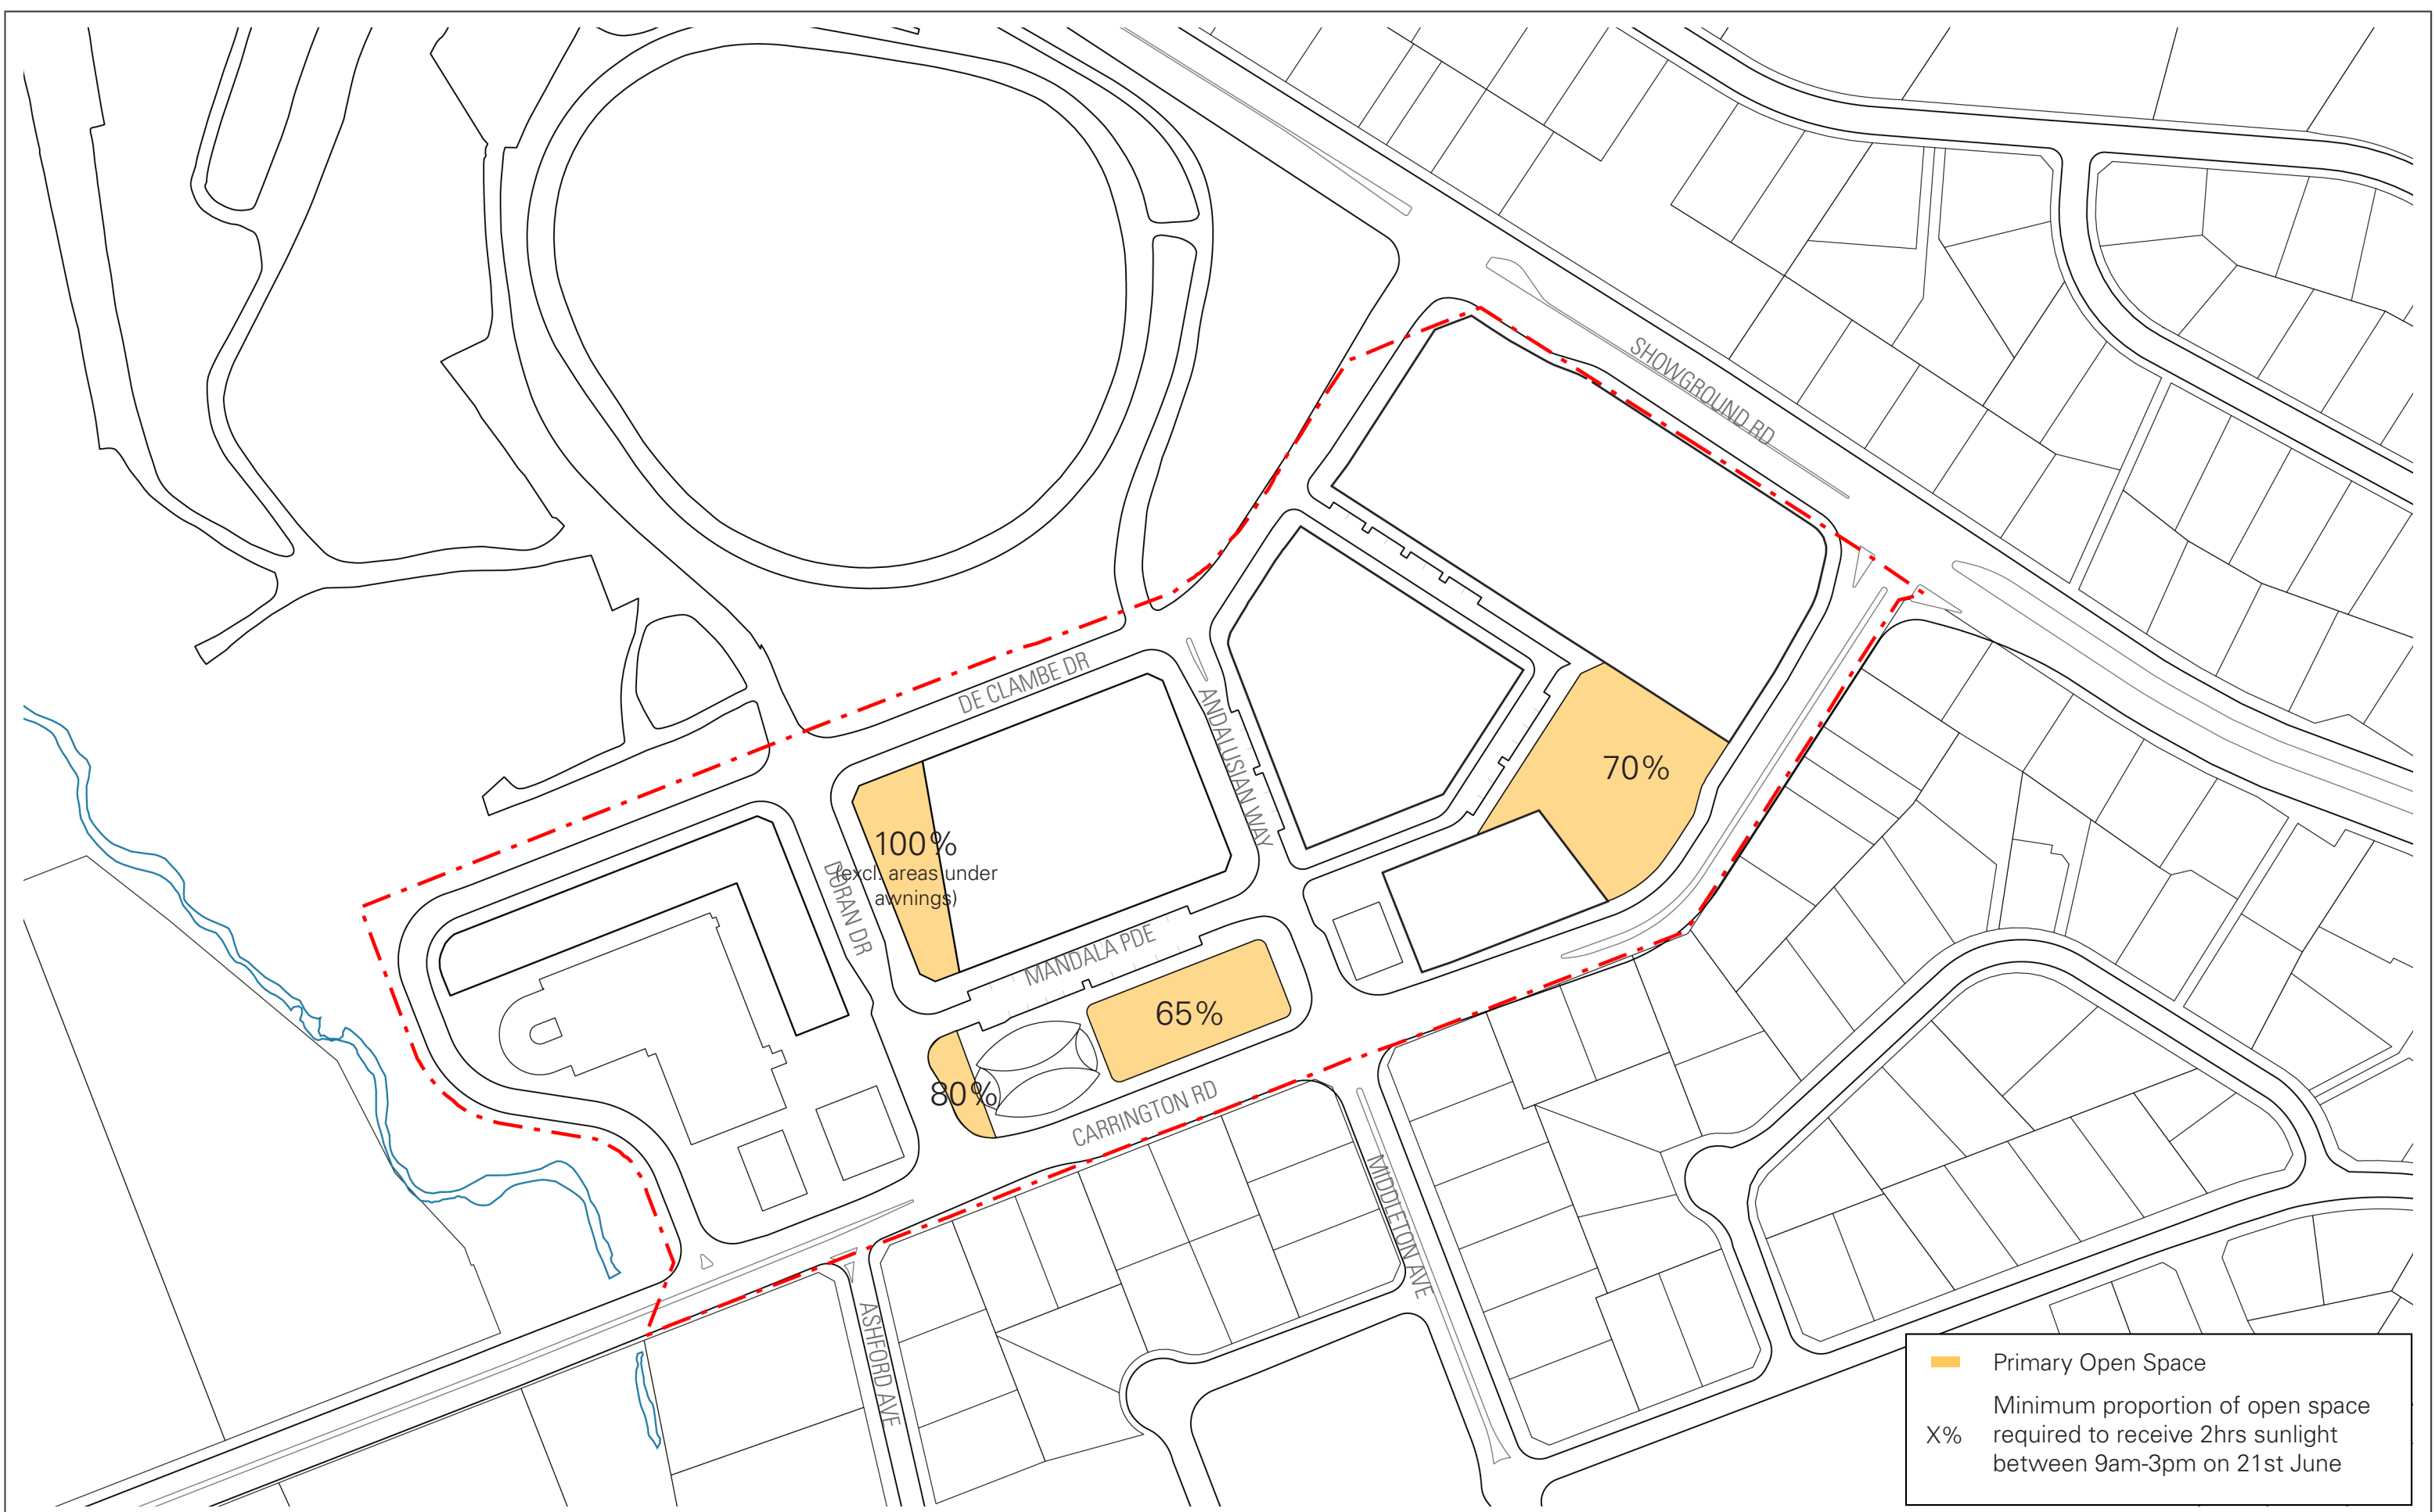 SHOWGROUND RD
DE CLAMBE DR
ANDALUSIAN WAY
70%
100%
(excl. areas under
awnings)
DORAN DR
MANDALA PDE
65%
80%
CARRINGTON RD
MIDDLETON AVE
ASHFORD AVE
Primary Open Space
X%
Minimum proportion of open space
required to receive 2hrs sunlight
between 9am-3pm on 21st June